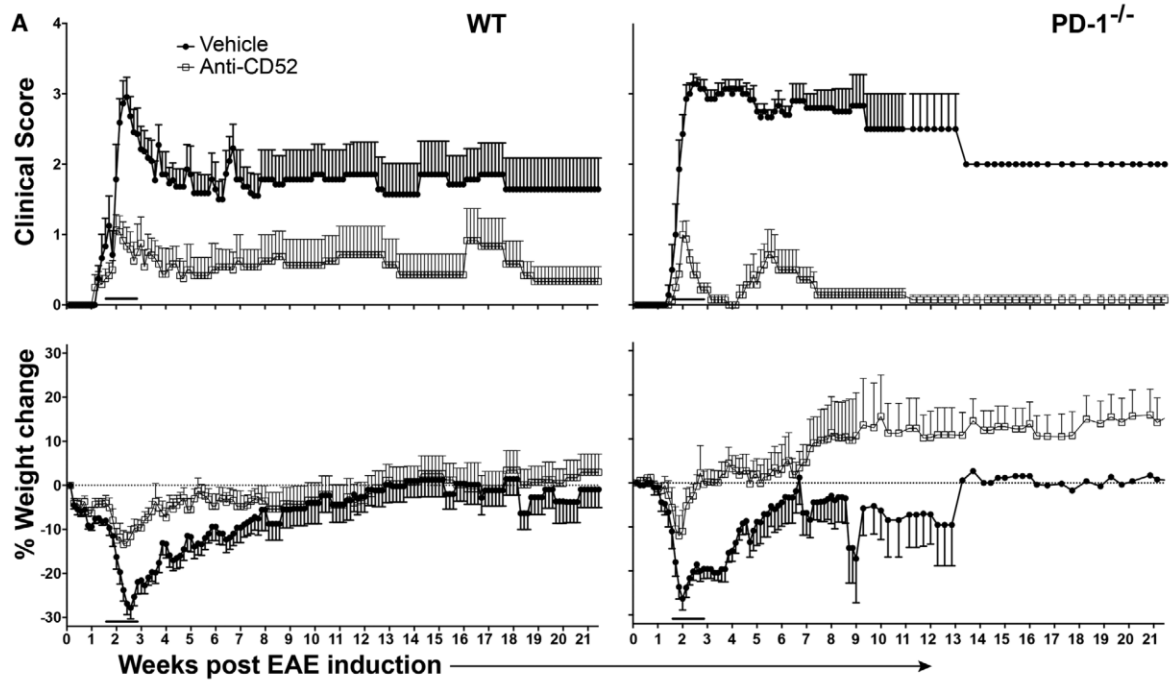 A
WT
PD-1-/-
Vehicle
Anti-CD52
Clinical Score
4
3
2
1
0
% Weight change
30
20
10
0
-10
-20
-30
0 1 2 3 4 5 6 7 8 9 10 11 12 13 14 15 16 17 18 19 20 21
0 1 2 3 4 5 6 7 8 9 10 11 12 13 14 15 16 17 18 19 20 21
Weeks post EAE induction